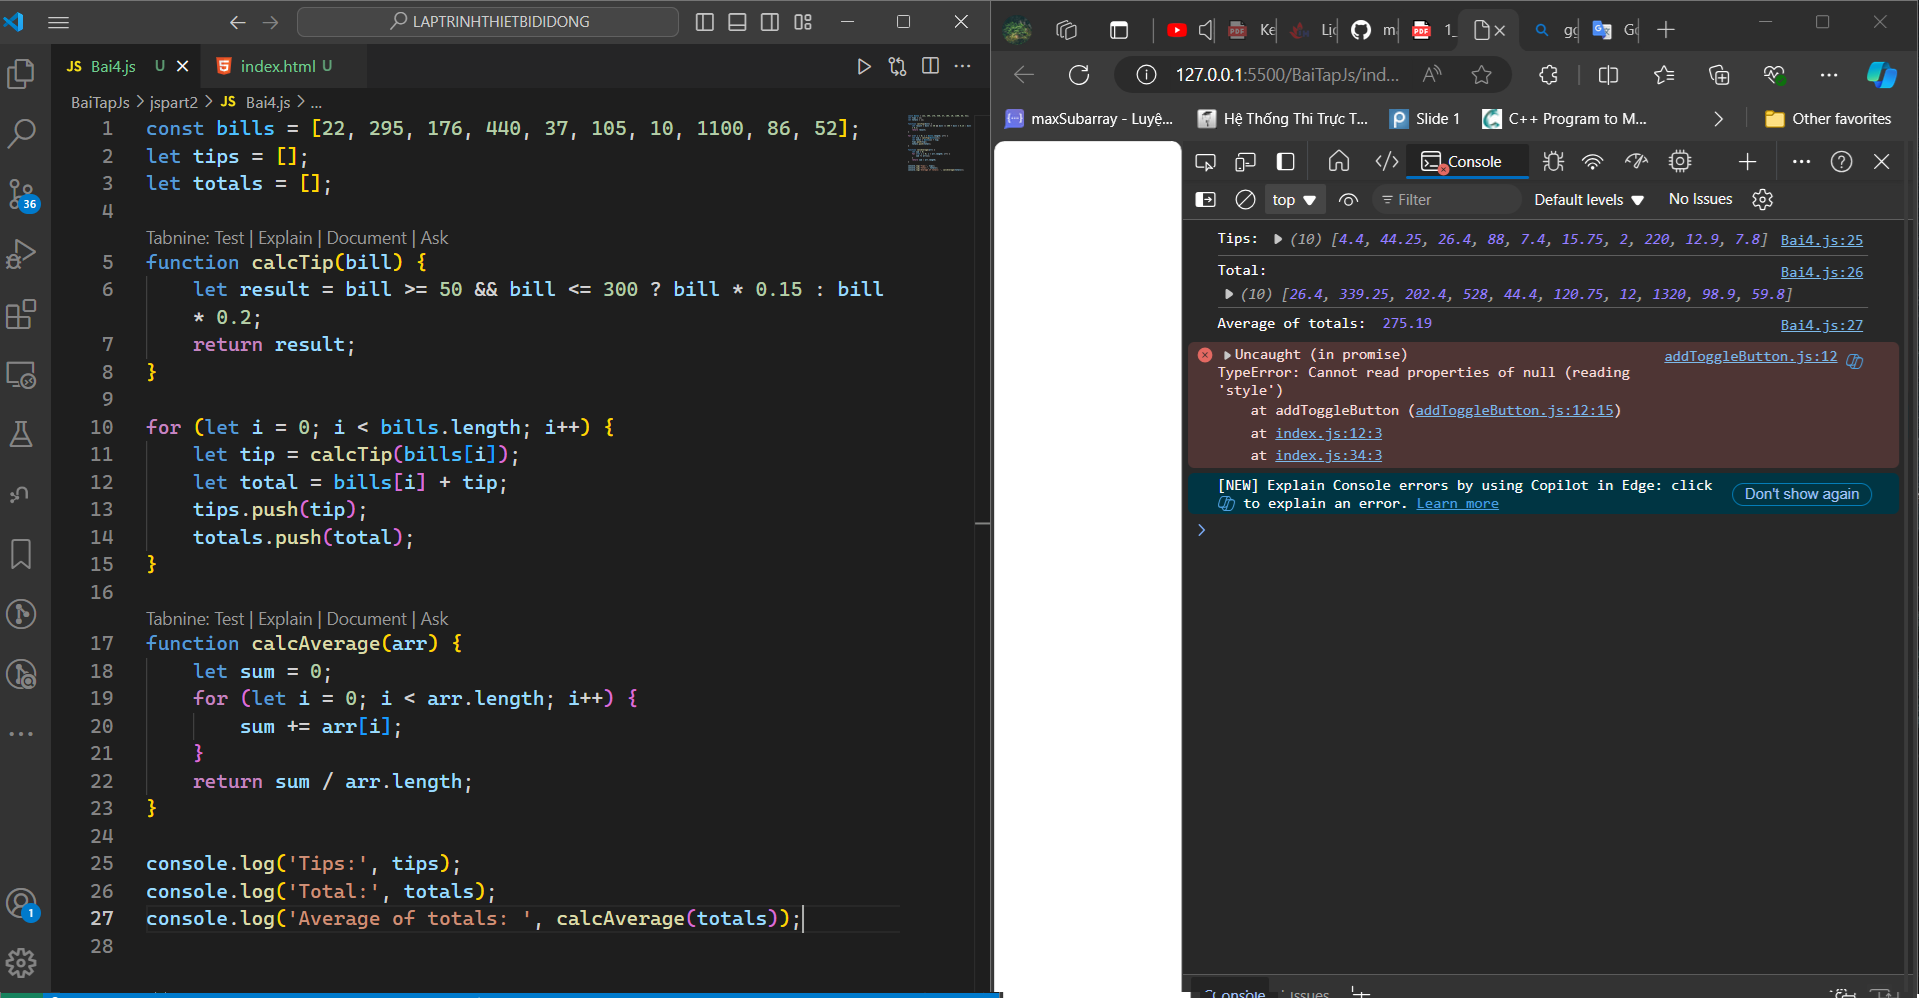 LAPTRINHTHIETBIDIDONG
JS Bai4.js U
index.html U
BaiTapJs > jspart2 > JS Bai4.js > ...
1 const bills = [22, 295, 176, 440, 37, 105, 10, 1100, 86, 52];
2 let tips = [];
3 let totals = [];
4
Tabnine: Test | Explain | Document | Ask
5 function calcTip(bill) {
6 let result = bill >= 50 && bill <= 300 ? bill * 0.15 : bill
* 0.2;
7 return result;
8 }
9
10 for (let i = 0; i < bills.length; i++) {
11 let tip = calcTip(bills[i]);
12 let total = bills[i] + tip;
13 tips.push(tip);
14 totals.push(total);
15 }
16
Tabnine: Test | Explain | Document | Ask
17 function calcAverage(arr) {
18 let sum = 0;
19 for (let i = 0; i < arr.length; i++) {
20 sum += arr[i];
21 }
22 return sum / arr.length;
23 }
24
25 console.log('Tips:', tips);
26 console.log('Total:', totals);
27 console.log('Average of totals: ', calcAverage(totals));
28
36
1
127.0.0.1:5500/BaiTapJs/ind...
maxSubarray - Luyệ...
Hệ Thống Thi Trực T...
Slide 1
C++ Program to M...
Other favorites
Console
top
Filter
Default levels
No Issues
Tips: (10) [4.4, 44.25, 26.4, 88, 7.4, 15.75, 2, 220, 12.9, 7.8] Bai4.js:25
Total: Bai4.js:26
(10) [26.4, 339.25, 202.4, 528, 44.4, 120.75, 12, 1320, 98.9, 59.8]
Average of totals: 275.19 Bai4.js:27
Uncaught (in promise) addToggleButton.js:12
TypeError: Cannot read properties of null (reading
'style')
at addToggleButton (addToggleButton.js:12:15)
at index.js:12:3
at index.js:34:3
[NEW] Explain Console errors by using Copilot in Edge: click
to explain an error. Learn more
Don't show again
Console
Issues